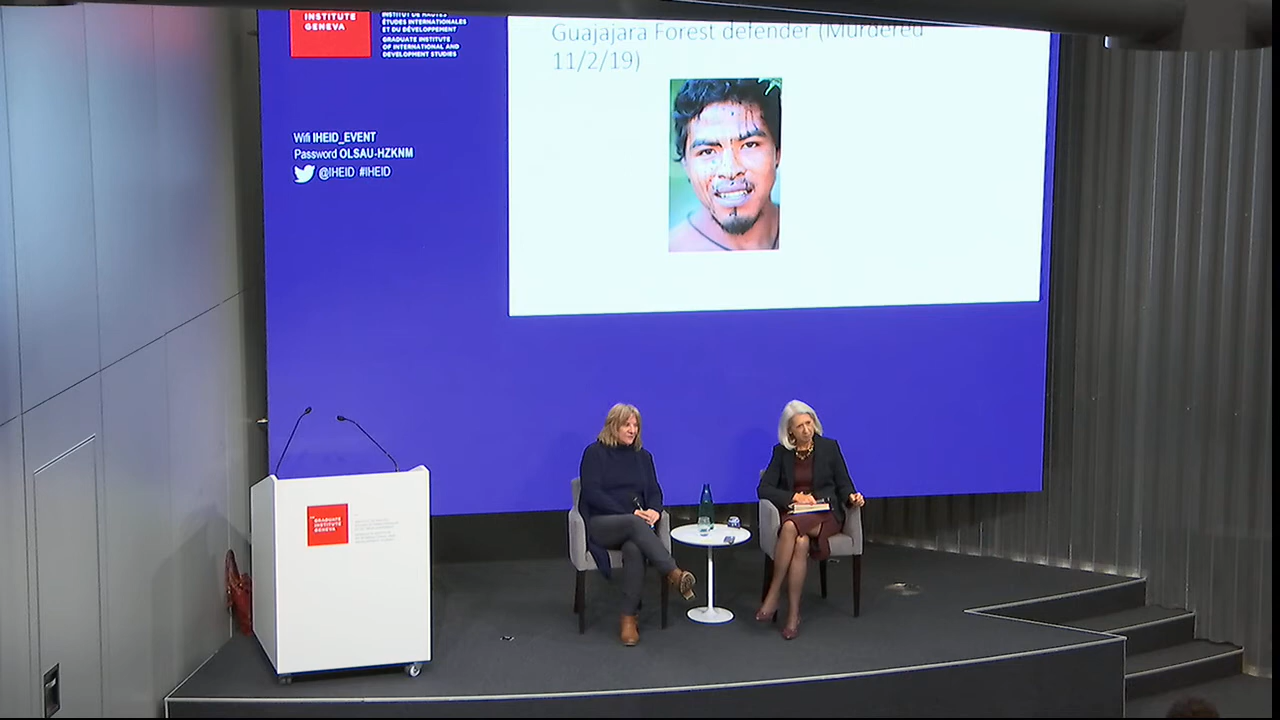 INSTITUTE
GENEVA
INSTITUT DE HAUTES
ÉTUDES INTERNATIONALES
ET DU DÉVELOPPEMENT
GRADUATE INSTITUTE
OF INTERNATIONAL AND
DEVELOPMENT STUDIES
Guajajara Forest defender (Murdered
11/2/19)
Wifi IHEID_EVENT
Password OLSAU-HZKNM
@IHEID #IHEID
GRADUATE
INSTITUTE
GENEVA